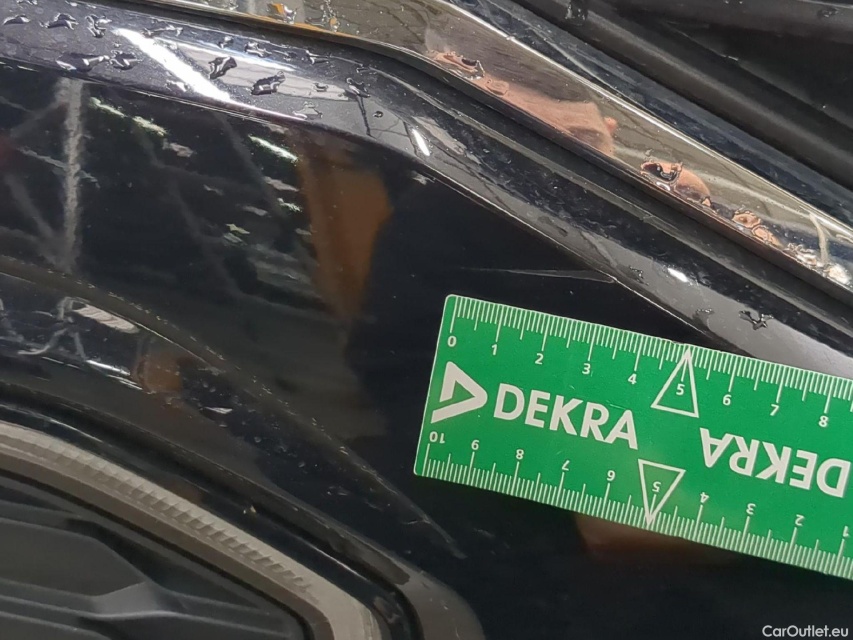 0 1 2 3 4 5 6 7 8
DEKRA
DEKRA
10 9 8 7 6 5 4 3 2 1
CarOutlet.eu